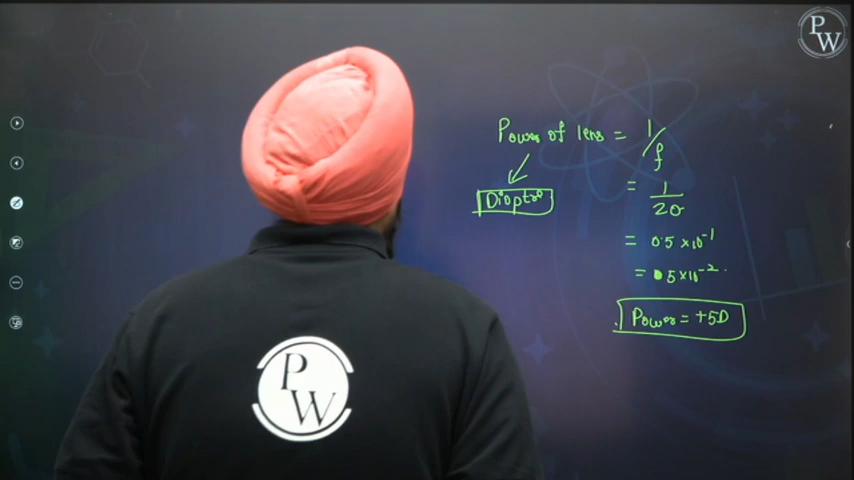 PW
Power of lens = 1/f
Dioptre
= 1/20
= 0.5 × 10⁻¹
= 5 × 10⁻²
Power = +5D
PW